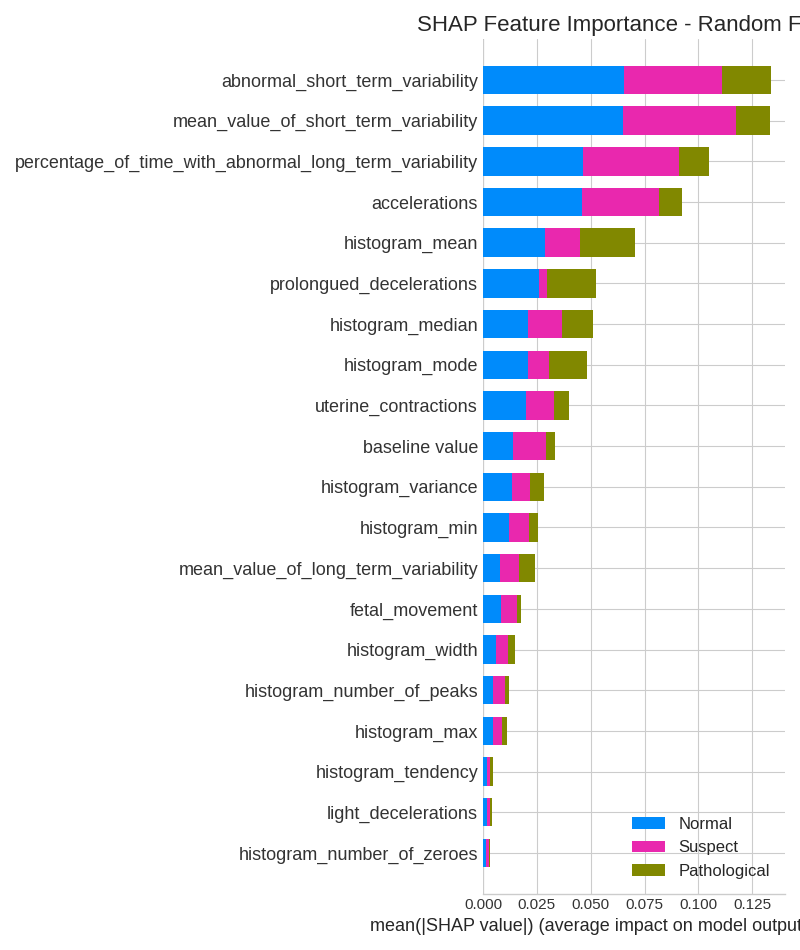 SHAP Feature Importance - Random F
abnormal_short_term_variability
mean_value_of_short_term_variability
percentage_of_time_with_abnormal_long_term_variability
accelerations
histogram_mean
prolongued_decelerations
histogram_median
histogram_mode
uterine_contractions
baseline value
histogram_variance
histogram_min
mean_value_of_long_term_variability
fetal_movement
histogram_width
histogram_number_of_peaks
histogram_max
histogram_tendency
light_decelerations
histogram_number_of_zeroes
Normal
Suspect
Pathological
0.000 0.025 0.050 0.075 0.100 0.125
mean(|SHAP value|) (average impact on model output